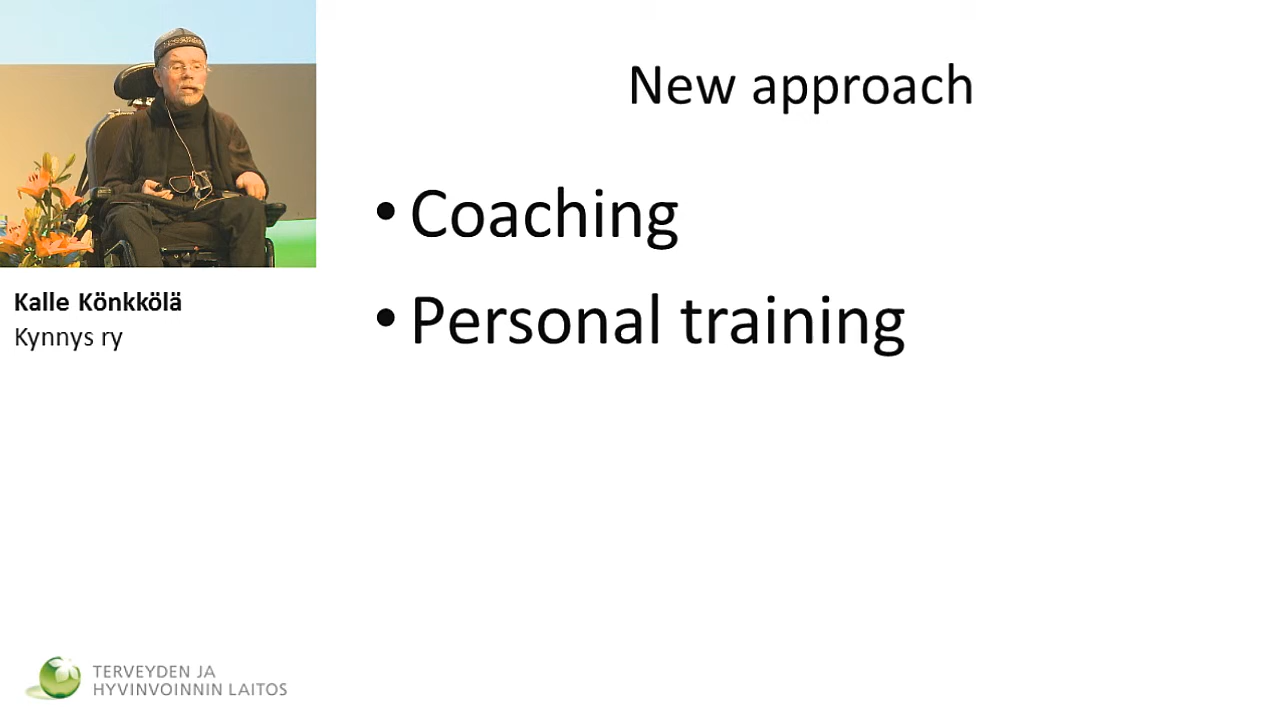 New approach
• Coaching
• Personal training
Kalle Könkkölä
Kynnys ry
TERVEYDEN JA
HYVINVOINNIN LAITOS